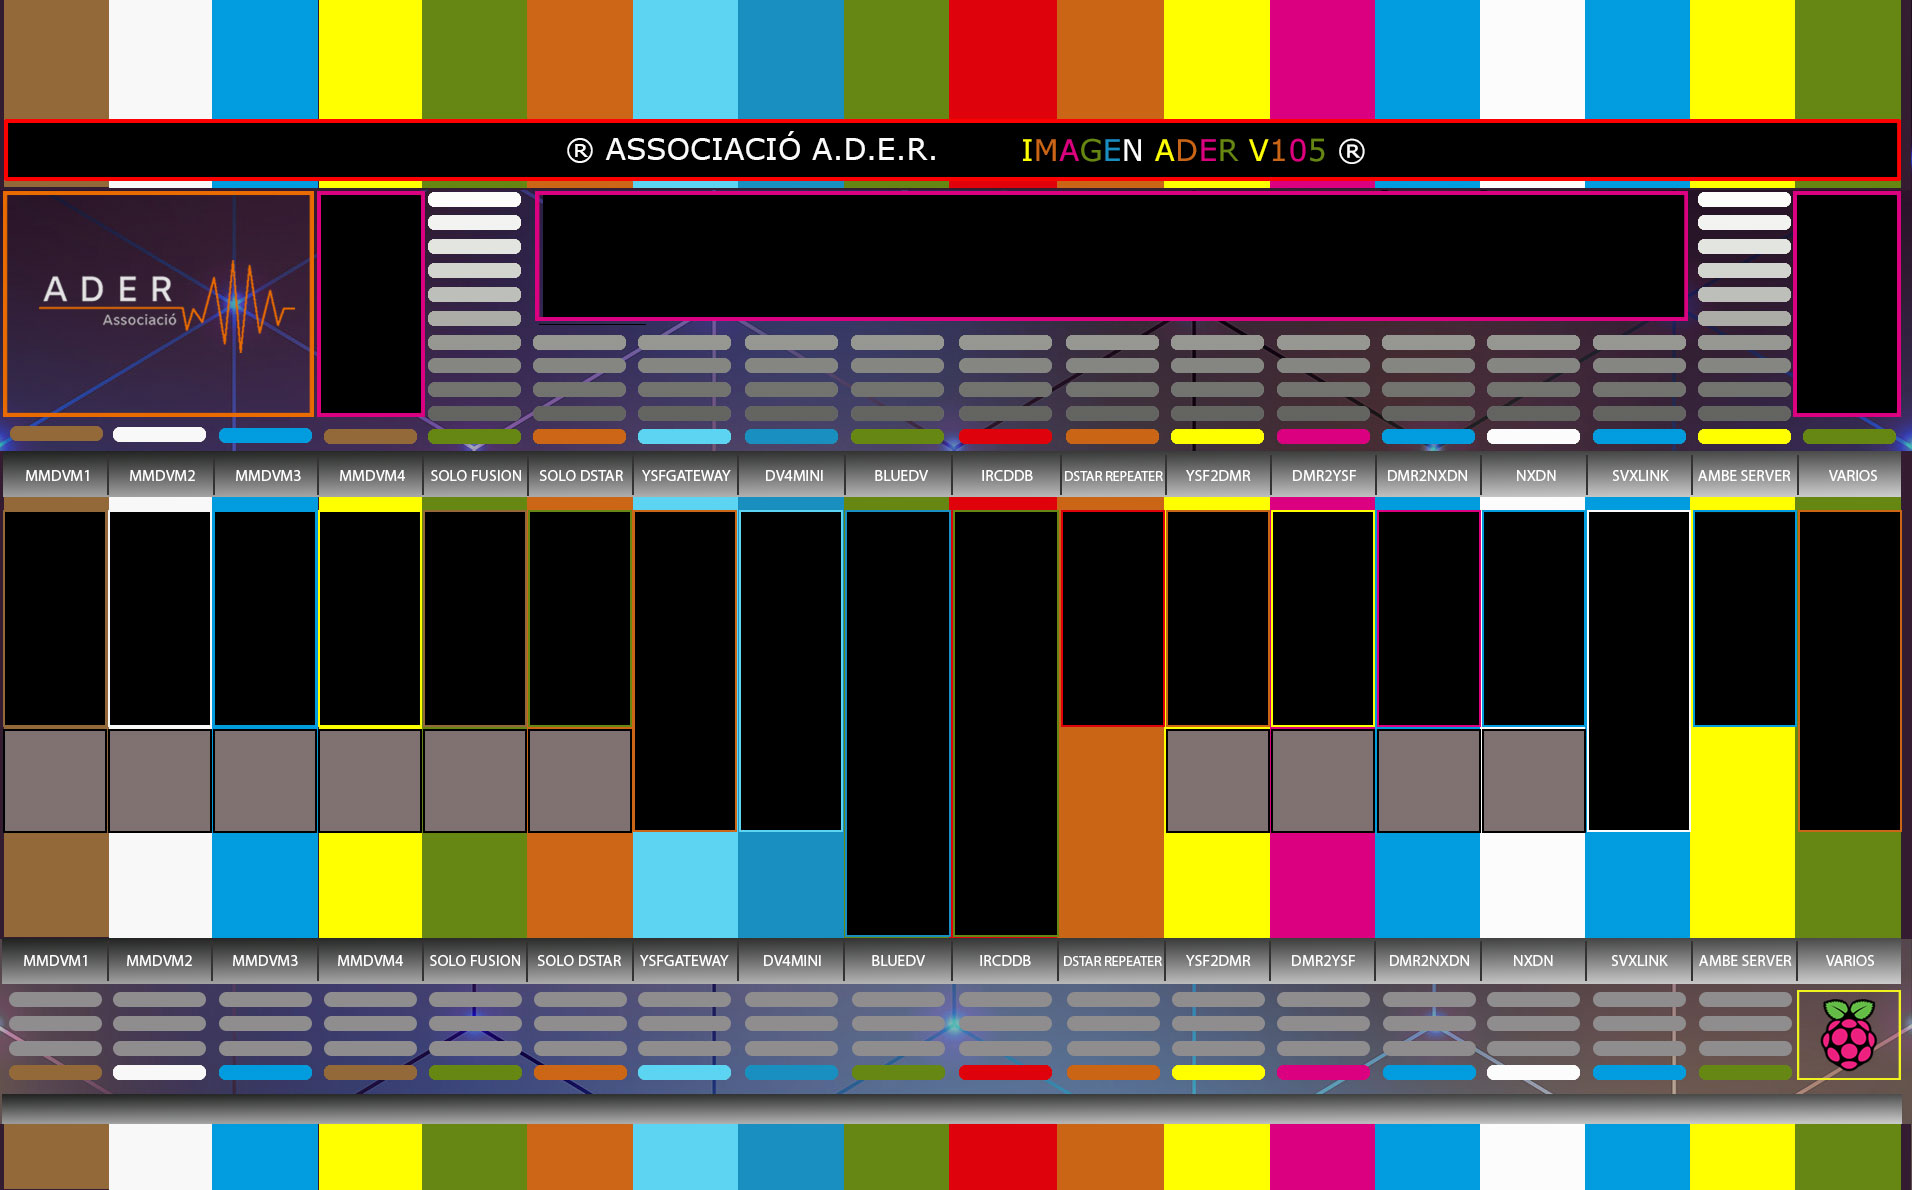 ® ASSOCIACIÓ A.D.E.R. IMAGEN ADER V105 ®
ADER
Associació
MMDVM1 MMDVM2 MMDVM3 MMDVM4 SOLO FUSION SOLO DSTAR YSFGATEWAY DV4MINI BLUEDV IRCDDB DSTAR REPEATER YSF2DMR DMR2YSF DMR2NXDN NXDN SVXLINK AMBE SERVER VARIOS
MMDVM1 MMDVM2 MMDVM3 MMDVM4 SOLO FUSION SOLO DSTAR YSFGATEWAY DV4MINI BLUEDV IRCDDB DSTAR REPEATER YSF2DMR DMR2YSF DMR2NXDN NXDN SVXLINK AMBE SERVER VARIOS